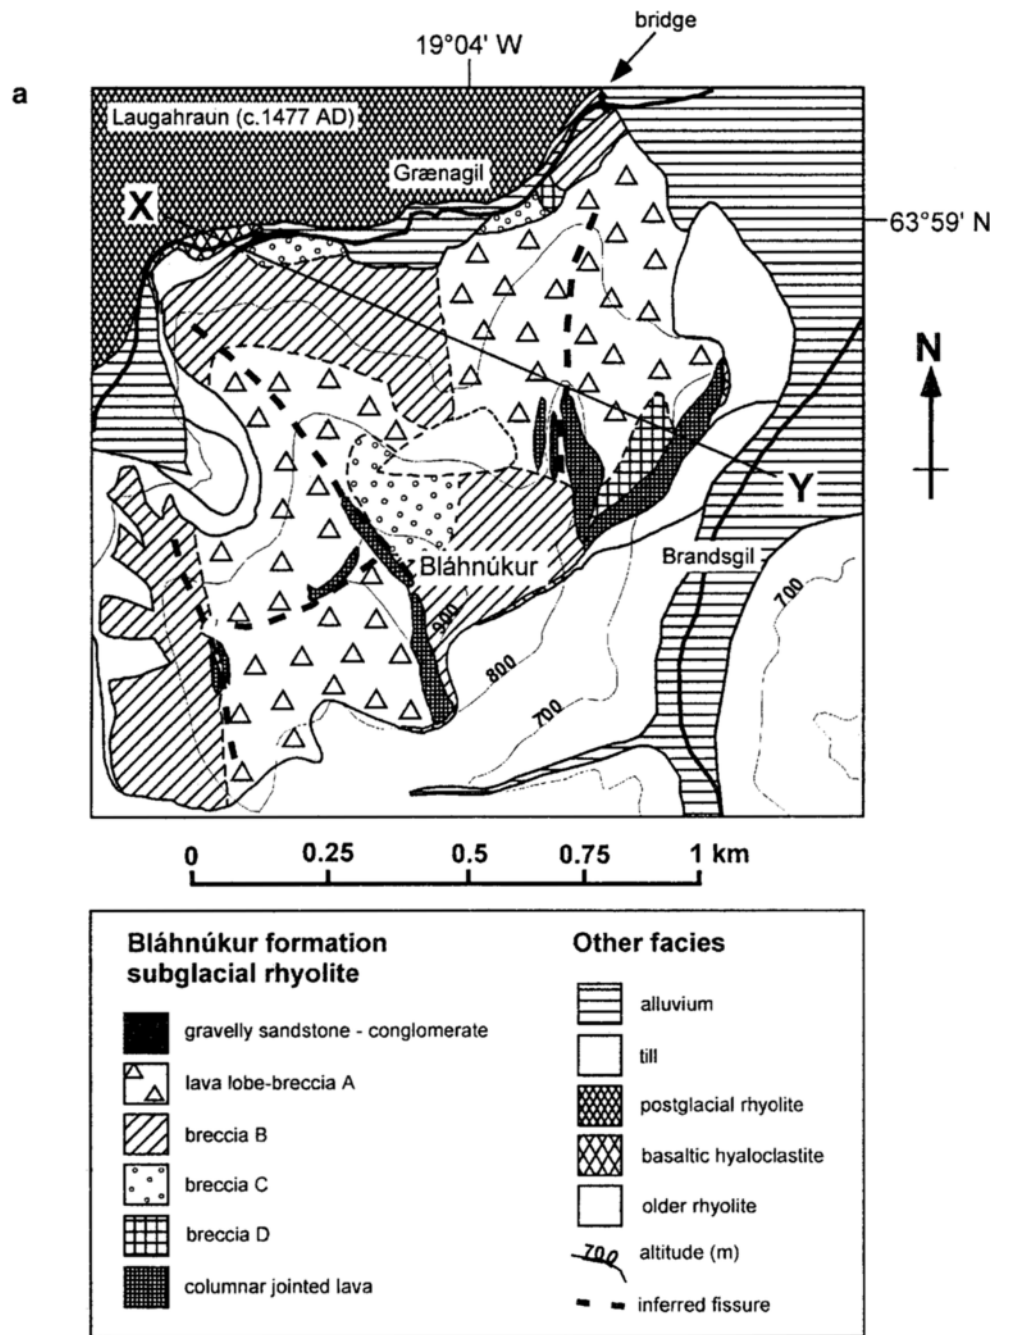 a
bridge
19°04' W
Laugahraun (c.1477 AD)
Grænagil
X
63°59' N
N
Y
Bláhnúkur
Brandsgil
900
800
700
700
0 0.25 0.5 0.75 1 km
Bláhnúkur formation
subglacial rhyolite
gravelly sandstone - conglomerate
lava lobe-breccia A
breccia B
breccia C
breccia D
columnar jointed lava
Other facies
alluvium
till
postglacial rhyolite
basaltic hyaloclastite
older rhyolite
700 altitude (m)
inferred fissure